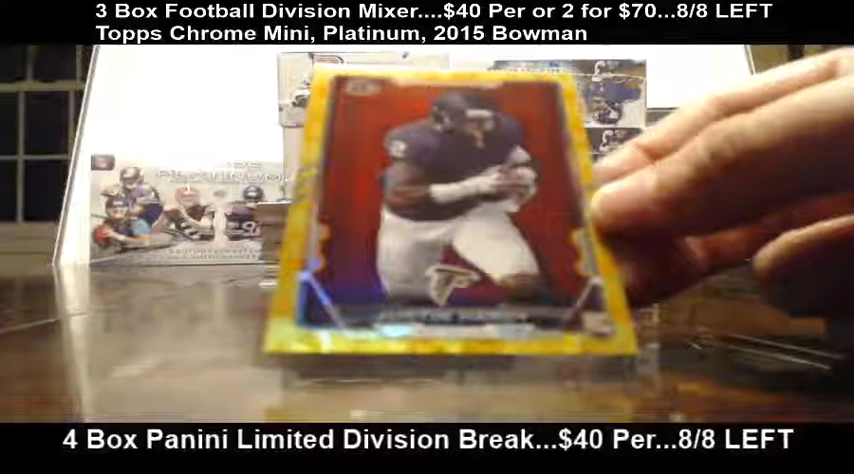 3 Box Football Division Mixer....$40 Per or 2 for $70...8/8 LEFT
Topps Chrome Mini, Platinum, 2015 Bowman
PLATINUM
4 Box Panini Limited Division Break...$40 Per...8/8 LEFT